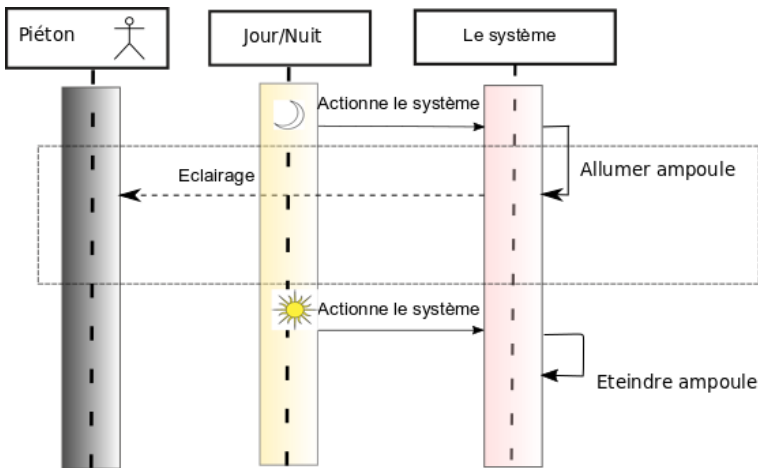 Piéton
Jour/Nuit
Le système
Actionne le système
Allumer ampoule
Eclairage
Actionne le système
Eteindre ampoule